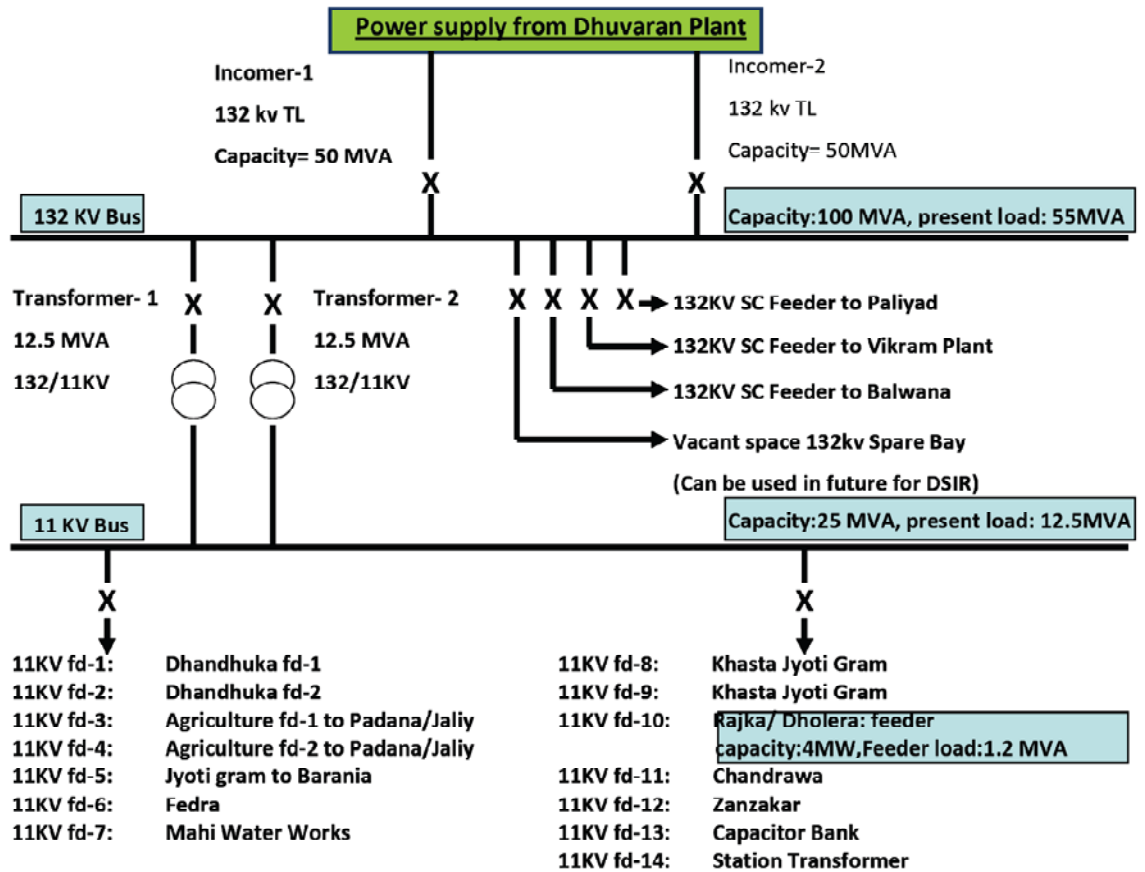 Power supply from Dhuvaran Plant
Incomer-1
132 kv TL
Capacity= 50 MVA
Incomer-2
132 kv TL
Capacity= 50MVA
X
X
132 KV Bus
Capacity:100 MVA, present load: 55MVA
Transformer- 1
12.5 MVA
132/11KV
X
X
Transformer- 2
12.5 MVA
132/11KV
X
X
X
X
132KV SC Feeder to Paliyad
132KV SC Feeder to Vikram Plant
132KV SC Feeder to Balwana
Vacant space 132kv Spare Bay
(Can be used in future for DSIR)
11 KV Bus
Capacity:25 MVA, present load: 12.5MVA
X
X
11KV fd-1: Dhandhuka fd-1
11KV fd-2: Dhandhuka fd-2
11KV fd-3: Agriculture fd-1 to Padana/Jaliy
11KV fd-4: Agriculture fd-2 to Padana/Jaliy
11KV fd-5: Jyoti gram to Barania
11KV fd-6: Fedra
11KV fd-7: Mahi Water Works
11KV fd-8: Khasta Jyoti Gram
11KV fd-9: Khasta Jyoti Gram
11KV fd-10: Rajka/ Dholera: feeder
capacity:4MW,Feeder load:1.2 MVA
11KV fd-11: Chandrawa
11KV fd-12: Zanzakar
11KV fd-13: Capacitor Bank
11KV fd-14: Station Transformer